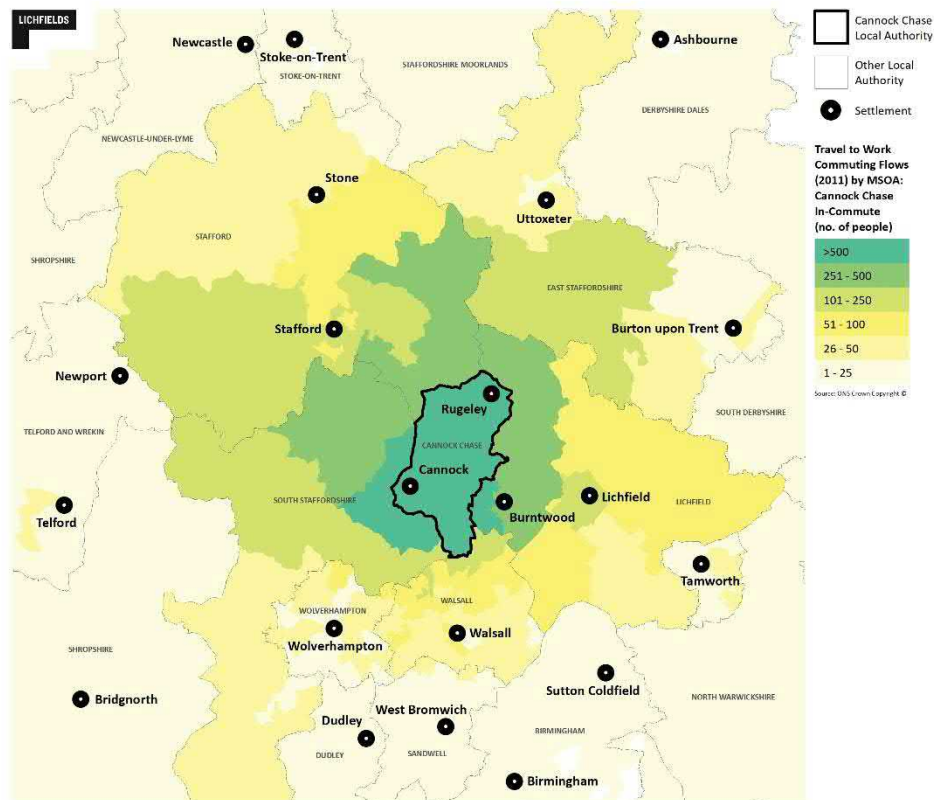 LICHFIELDS
Newcastle
Stoke-on-Trent
STOKE-ON-TRENT
STAFFORDSHIRE MOORLANDS
Ashbourne
DERBYSHIRE DALES
NEWCASTLE-UNDER-LYME
Stone
Uttoxeter
STAFFORD
SHROPSHIRE
EAST STAFFORDSHIRE
Stafford
Burton upon Trent
Newport
Rugeley
SOUTH DERBYSHIRE
TELFORD AND WREKIN
CANNOCK CHASE
Cannock
SOUTH STAFFORDSHIRE
Lichfield
LICHFIELD
Telford
Burntwood
Tamworth
WALSALL
WOLVERHAMPTON
Walsall
Wolverhampton
SHROPSHIRE
Sutton Coldfield
NORTH WARWICKSHIRE
Bridgnorth
West Bromwich
Dudley
BIRMINGHAM
DUDLEY
SANDWELL
Birmingham
Cannock Chase
Local Authority
Other Local
Authority
Settlement
Travel to Work
Commuting Flows
(2011) by MSOA:
Cannock Chase
In-Commute
(no. of people)
>500
251 - 500
101 - 250
51 - 100
26 - 50
1 - 25
Source: ONS Crown Copyright ©